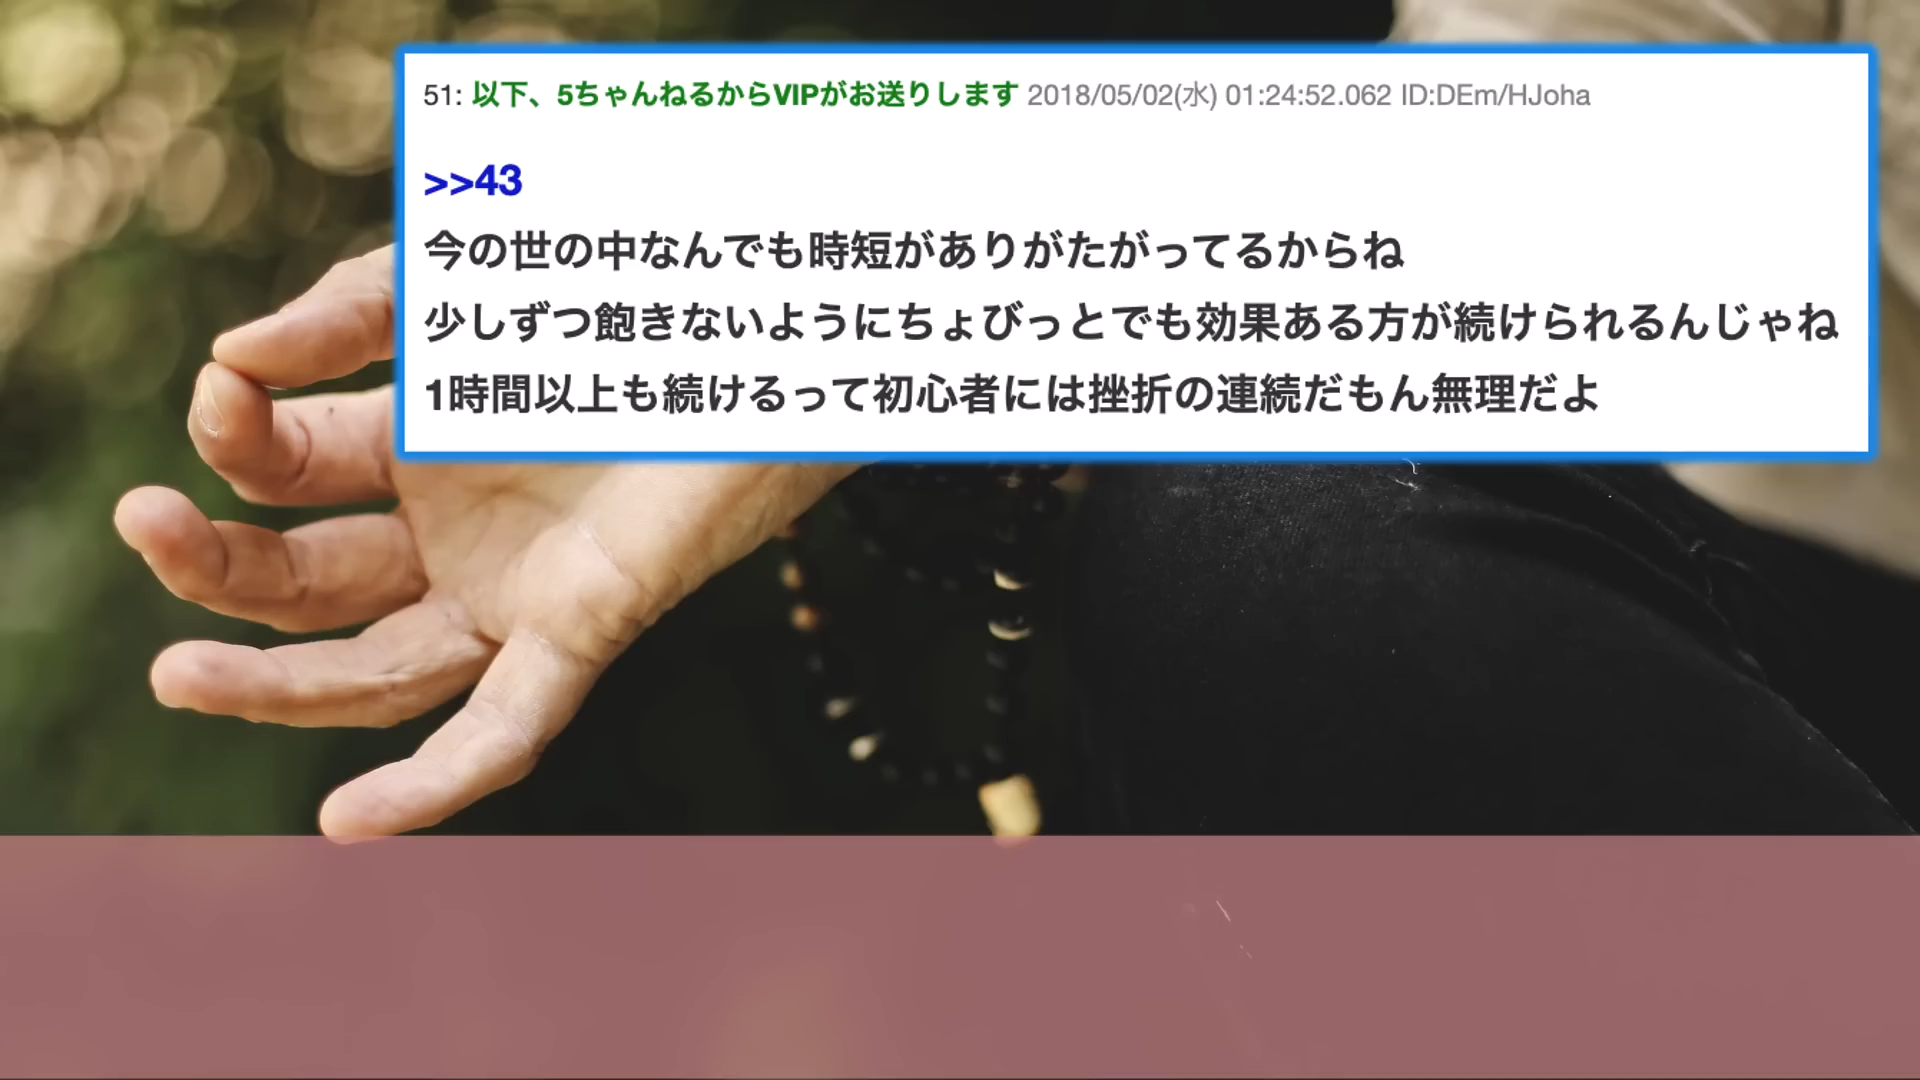 51: 以下、5ちゃんねるからVIPがお送りします 2018/05/02(水) 01:24:52.062 ID:DEm/HJoha
>>43
今の世の中なんでも時短がありがたがってるからね
少しずつ飽きないようにちょびっとでも効果ある方が続けられるんじゃね
1時間以上も続けるって初心者には挫折の連続だもん無理だよ